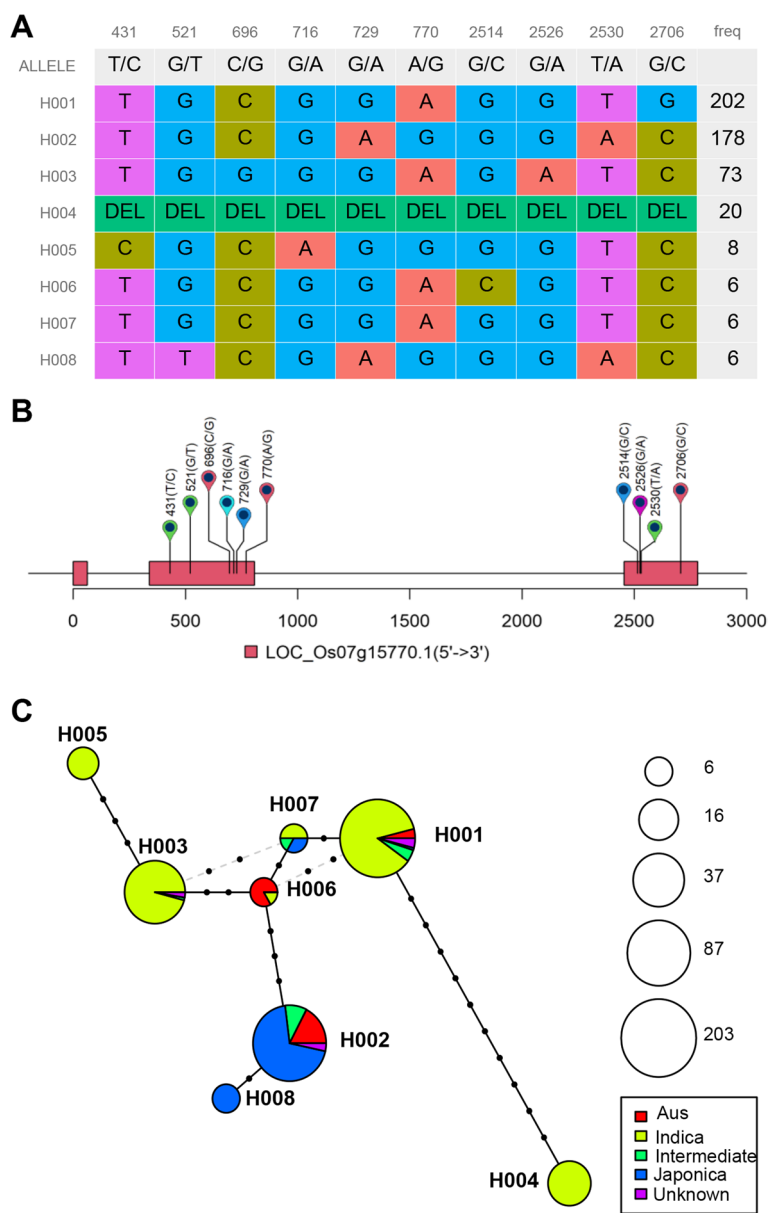 A
431 521 696 716 729 770 2514 2526 2530 2706 freq
ALLELE T/C G/T C/G G/A G/A A/G G/C G/A T/A G/C
H001 T G C G G A G G T G 202
H002 T G C G A G G G A C 178
H003 T G G G G A G A T C 73
H004 DEL DEL DEL DEL DEL DEL DEL DEL DEL DEL 20
H005 C G C A G G G G T C 8
H006 T G C G G A C G T C 6
H007 T G C G G A G G T C 6
H008 T T C G A G G G A C 6
B
431(T/C)
521(G/T)
696(C/G)
716(G/A)
729(G/A)
770(A/G)
2514(G/C)
2526(G/A)
2530(T/A)
2706(G/C)
0 500 1000 1500 2000 2500 3000
LOC_Os07g15770.1(5'->3')
C
H005
H007
H001
H003
H006
H002
H008
H004
6
16
37
87
203
Aus
Indica
Intermediate
Japonica
Unknown